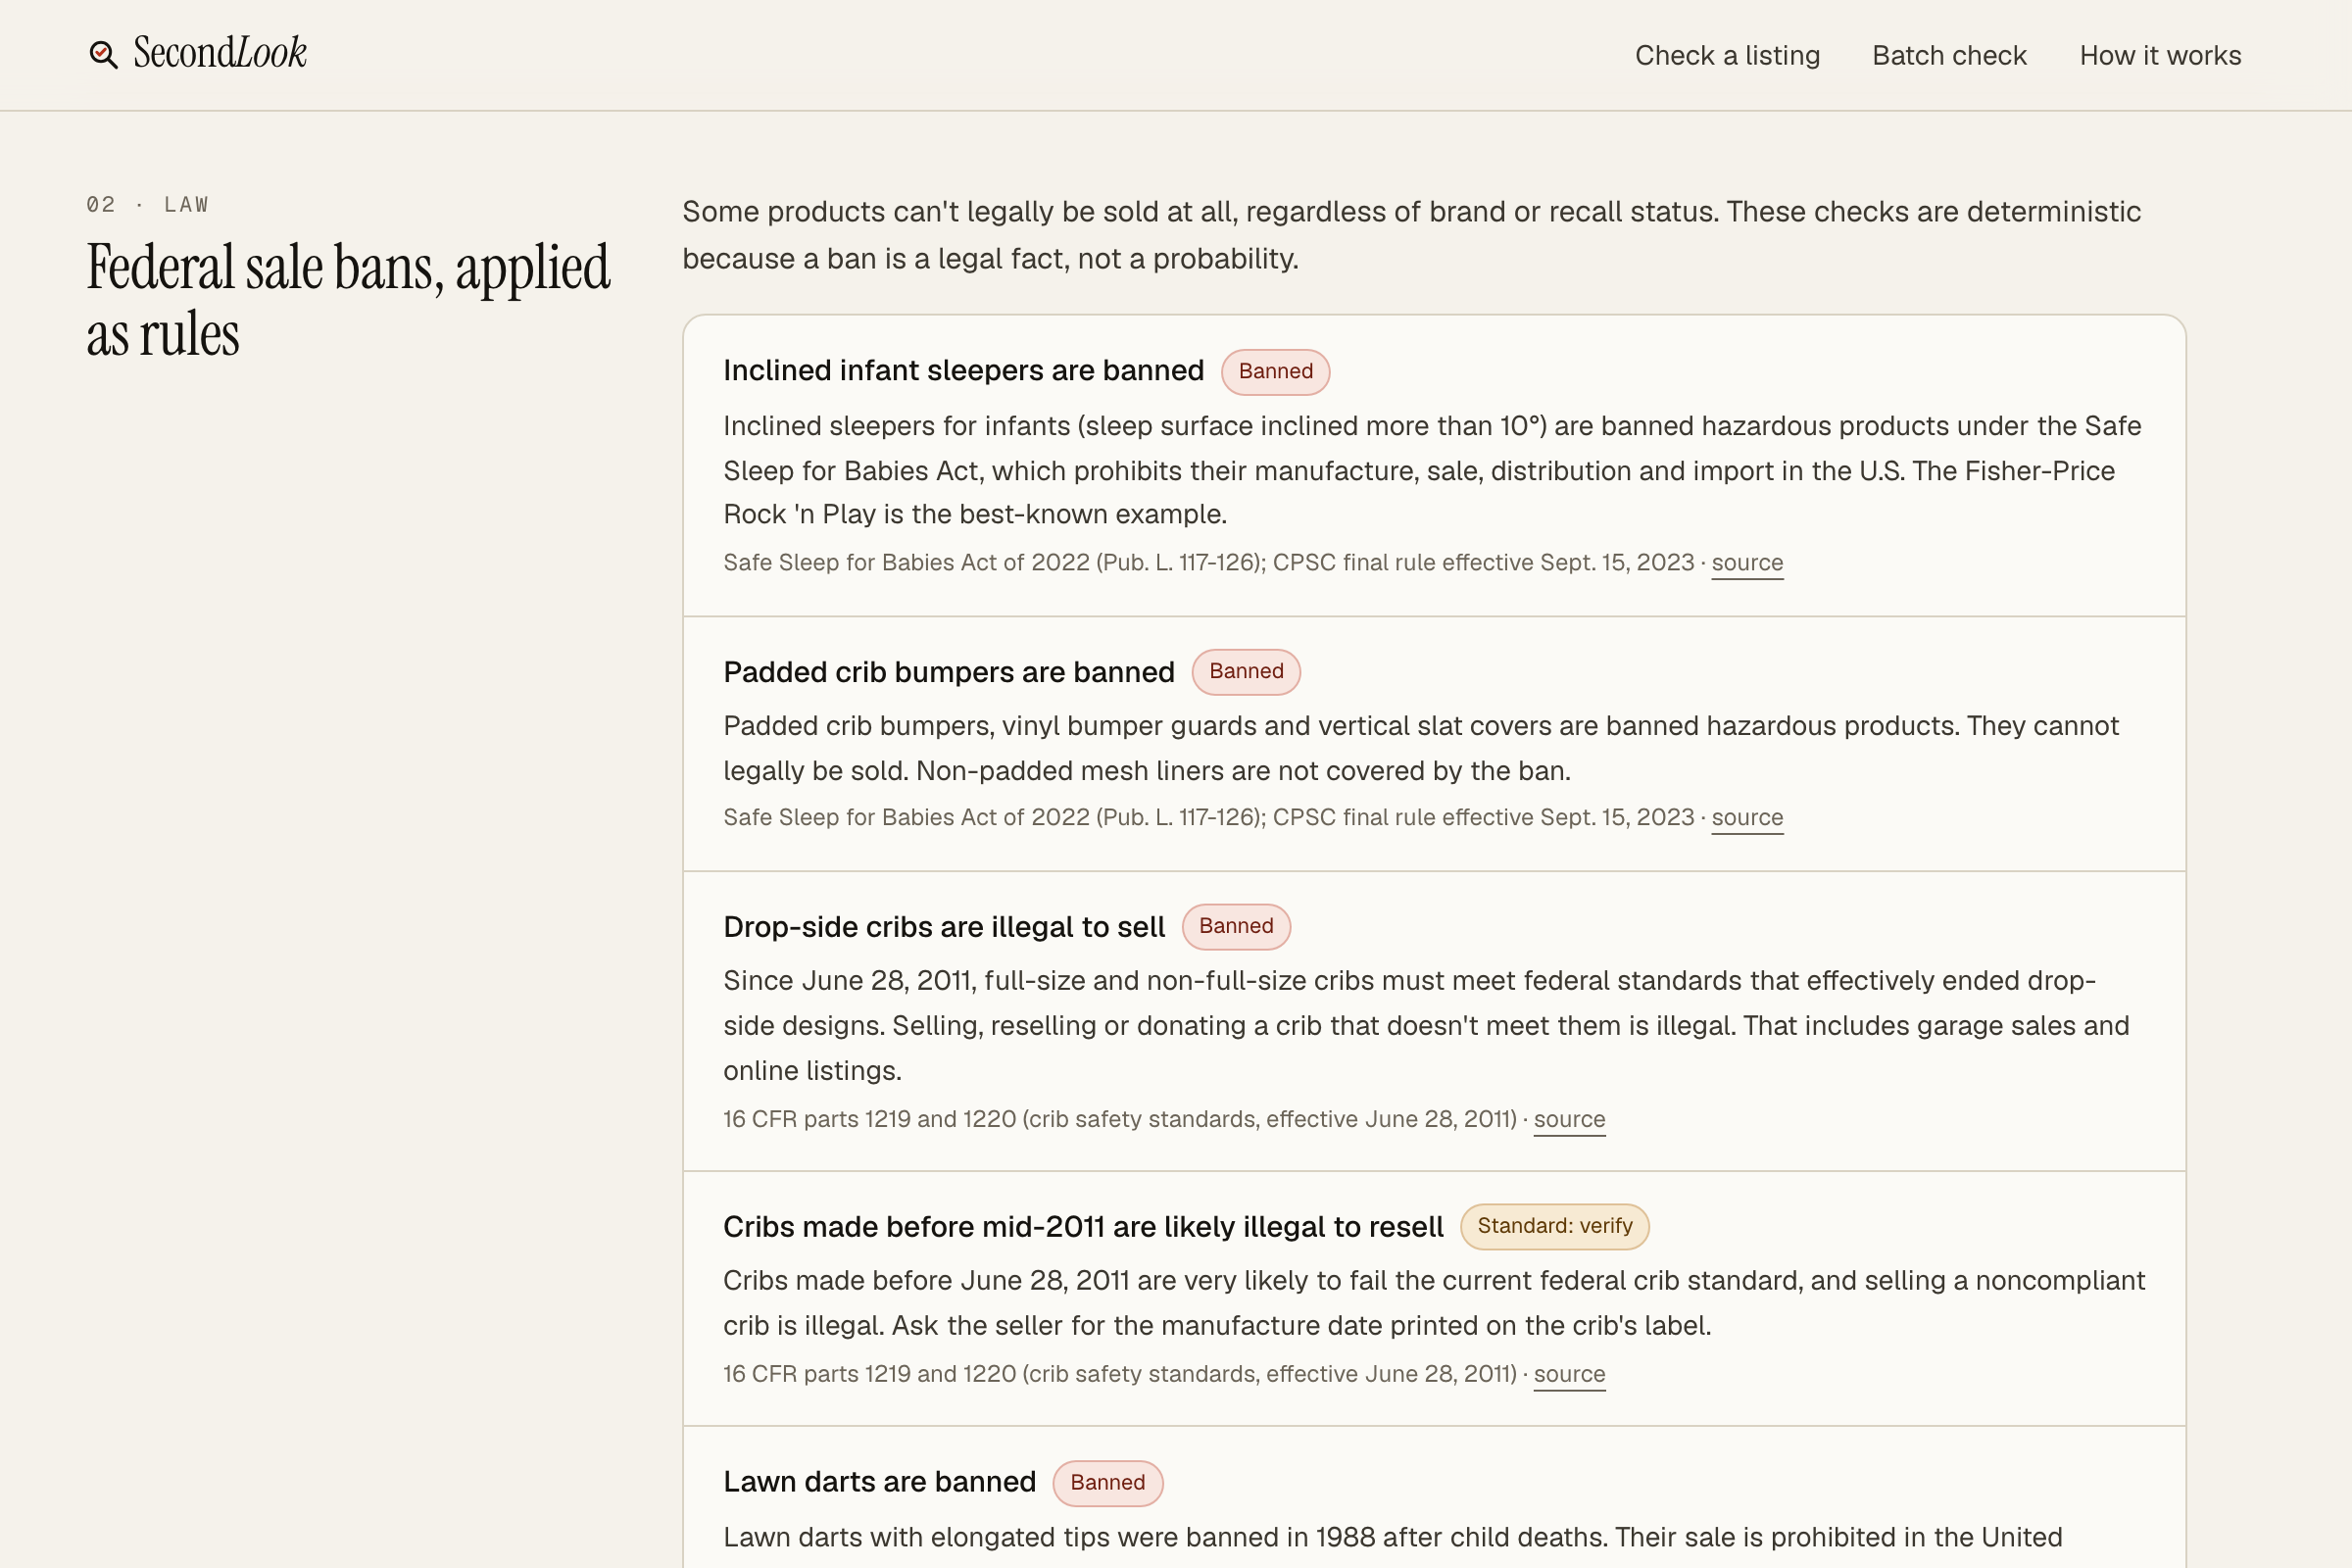 SecondLook
Check a listing
Batch check
How it works
02 · LAW
Federal sale bans, applied
as rules
Some products can't legally be sold at all, regardless of brand or recall status. These checks are deterministic
because a ban is a legal fact, not a probability.
Inclined infant sleepers are banned Banned
Inclined sleepers for infants (sleep surface inclined more than 10°) are banned hazardous products under the Safe
Sleep for Babies Act, which prohibits their manufacture, sale, distribution and import in the U.S. The Fisher-Price
Rock 'n Play is the best-known example.
Safe Sleep for Babies Act of 2022 (Pub. L. 117-126); CPSC final rule effective Sept. 15, 2023 · source
Padded crib bumpers are banned Banned
Padded crib bumpers, vinyl bumper guards and vertical slat covers are banned hazardous products. They cannot
legally be sold. Non-padded mesh liners are not covered by the ban.
Safe Sleep for Babies Act of 2022 (Pub. L. 117-126); CPSC final rule effective Sept. 15, 2023 · source
Drop-side cribs are illegal to sell Banned
Since June 28, 2011, full-size and non-full-size cribs must meet federal standards that effectively ended drop-
side designs. Selling, reselling or donating a crib that doesn't meet them is illegal. That includes garage sales and
online listings.
16 CFR parts 1219 and 1220 (crib safety standards, effective June 28, 2011) · source
Cribs made before mid-2011 are likely illegal to resell Standard: verify
Cribs made before June 28, 2011 are very likely to fail the current federal crib standard, and selling a noncompliant
crib is illegal. Ask the seller for the manufacture date printed on the crib's label.
16 CFR parts 1219 and 1220 (crib safety standards, effective June 28, 2011) · source
Lawn darts are banned Banned
Lawn darts with elongated tips were banned in 1988 after child deaths. Their sale is prohibited in the United